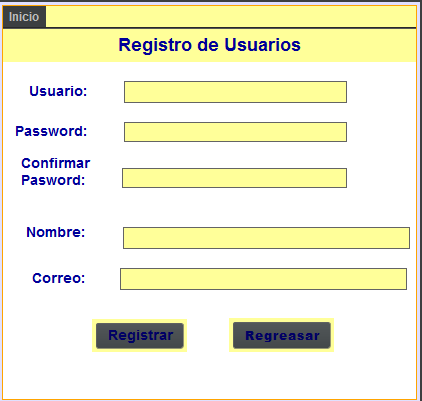 Inicio
Registro de Usuarios
Usuario:
Password:
Confirmar
Pasword:
Nombre:
Correo:
Registrar
Regreasar